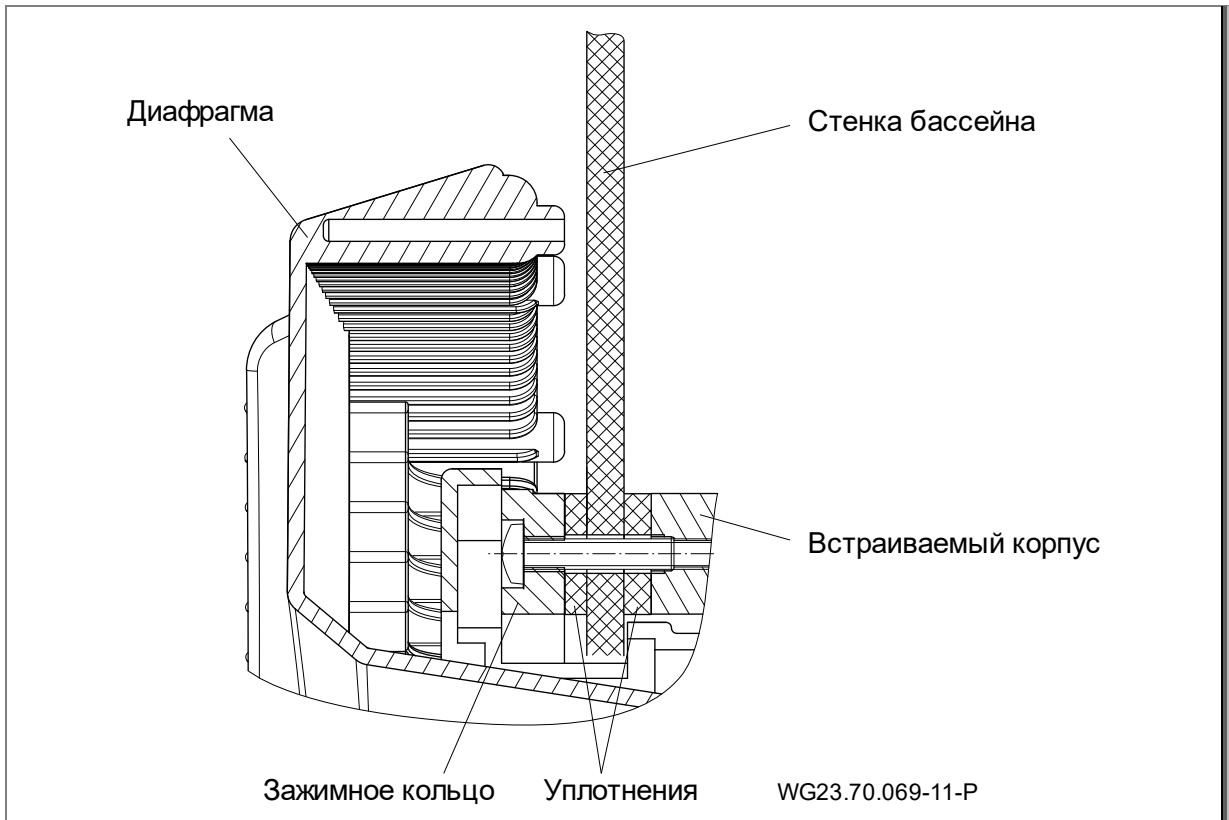 Диафрагма
Стенка бассейна
Встраиваемый корпус
Зажимное кольцо
Уплотнения
WG23.70.069-11-P